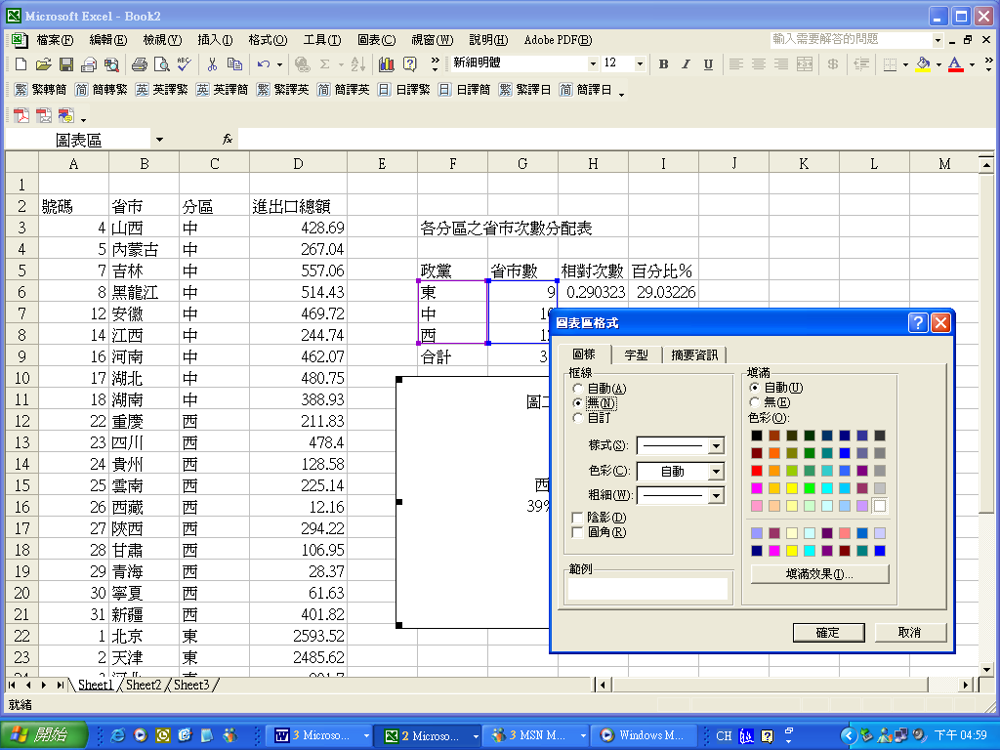 Microsoft Excel - Book2
檔案(F) 編輯(E) 檢視(V) 插入(I) 格式(O) 工具(T) 圖表(C) 視窗(W) 說明(H) Adobe PDF(B) 輸入需要解答的問題
新細明體 12 B I U $
繁 繁轉簡 簡 簡轉繁 英 英譯繁 英 英譯簡 繁 繁譯英 簡 簡譯英 日 日譯繁 日 日譯簡 繁 繁譯日 簡 簡譯日
圖表區 fx
A B C D E F G H I J K L M
1
2 號碼 省市 分區 進出口總額
3 4 山西 中 428.69 各分區之省市次數分配表
4 5 內蒙古 中 267.04
5 7 吉林 中 557.06 政黨 省市數 相對次數 百分比%
6 8 黑龍江 中 514.43 東 9 0.290323 29.03226
7 12 安徽 中 469.72 中 1
8 14 江西 中 244.74 西 1
9 16 河南 中 462.07 合計 3
10 17 湖北 中 480.75
11 18 湖南 中 388.93 圖
12 22 重慶 西 211.83
13 23 四川 西 478.4
14 24 貴州 西 128.58
15 25 雲南 西 225.14 西
16 26 西藏 西 12.16 39%
17 27 陜西 西 294.22
18 28 甘肅 西 106.95
19 29 青海 西 28.37
20 30 寧夏 西 61.63
21 31 新疆 西 401.82
22 1 北京 東 2593.52
23 2 天津 東 2485.62
圖表區格式
圖樣 字型 摘要資訊
框線
自動(A)
無(N)
自訂
樣式(S):
色彩(C): 自動
粗細(W):
陰影(D)
圓角(R)
範例
填滿
自動(U)
無(E)
色彩(O):
填滿效果(I)...
確定 取消
Sheet1 Sheet2 Sheet3
就緒
開始 3 Microso... 2 Microso... 3 MSN M... Windows M... CH 下午 04:59